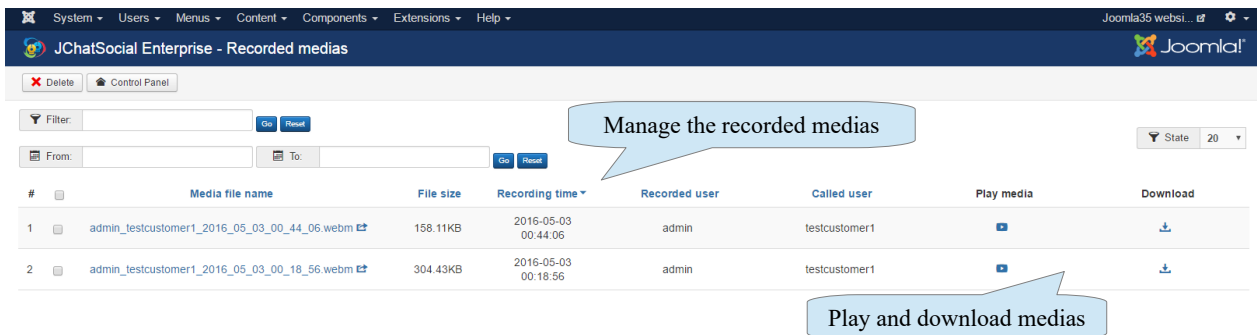 System Users Menus Content Components Extensions Help Joomla35 websi...
JChatSocial Enterprise - Recorded medias Joomla!®
Delete Control Panel
Filter: Go Reset
Manage the recorded medias
State 20
From: To: Go Reset
# Media file name File size Recording time Recorded user Called user Play media Download
1 admin_testcustomer1_2016_05_03_00_44_06.webm 158.11KB 2016-05-03 admin testcustomer1
00:44:06
2 admin_testcustomer1_2016_05_03_00_18_56.webm 304.43KB 2016-05-03 admin testcustomer1
00:18:56
Play and download medias